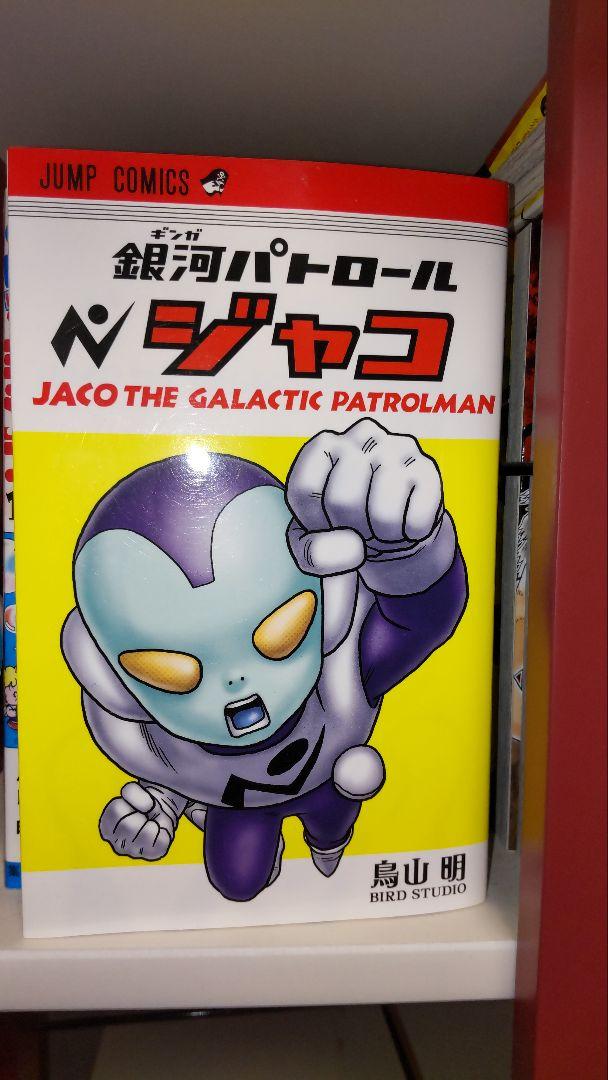 JUMP COMICS
ギンガ
銀河パトロール
ジャコ
JACO THE GALACTIC PATROLMAN
鳥山 明
BIRD STUDIO